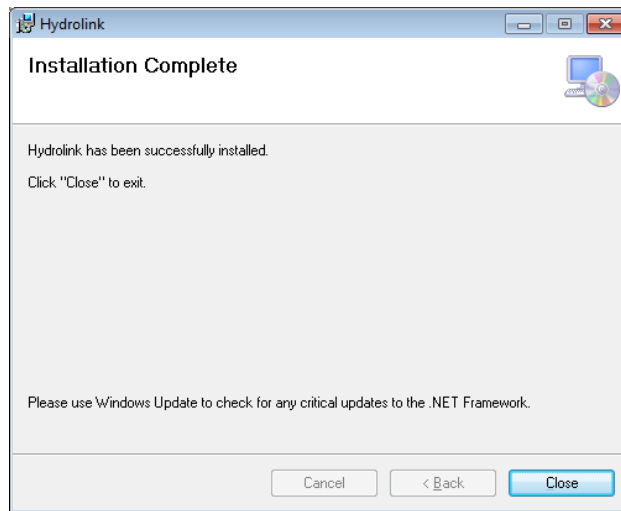 Hydrolink
Installation Complete
Hydrolink has been successfully installed.
Click "Close" to exit.
Please use Windows Update to check for any critical updates to the .NET Framework.
Cancel
< Back
Close